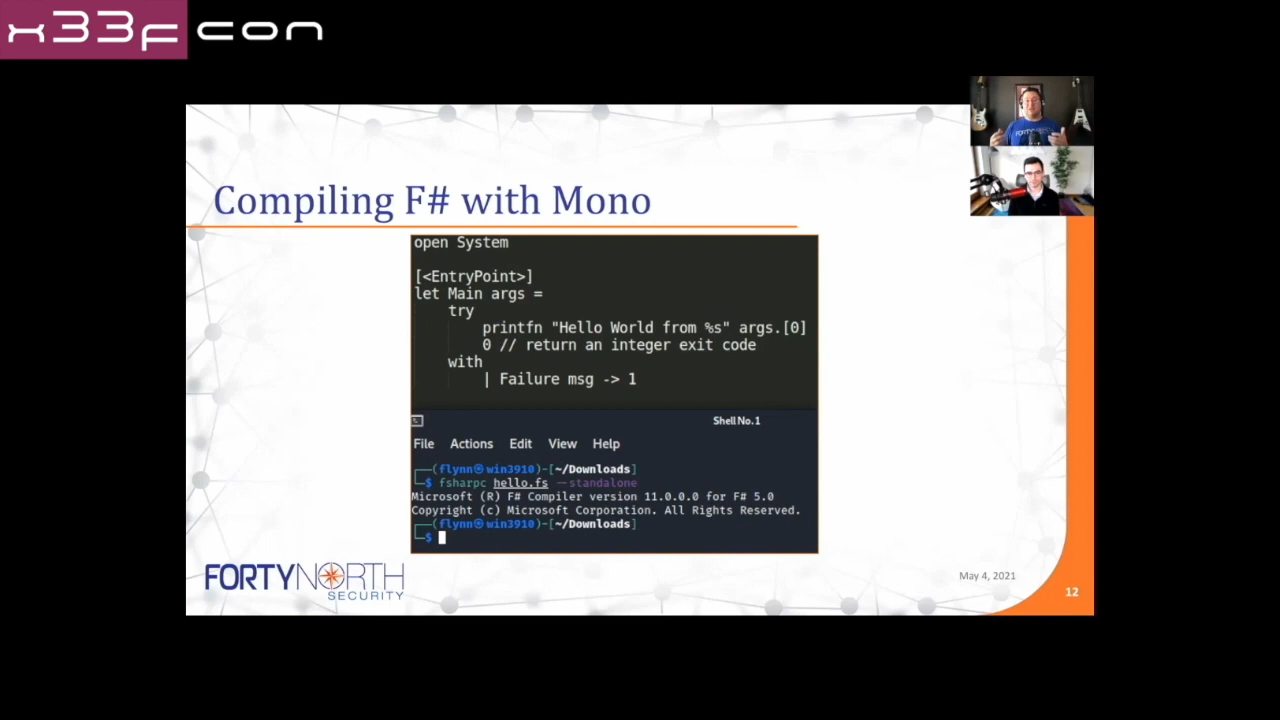 x33fcon
Compiling F# with Mono
open System
[<EntryPoint>]
let Main args =
try
printfn "Hello World from %s" args.[0]
0 // return an integer exit code
with
| Failure msg -> 1
Shell No.1
File Actions Edit View Help
┌──(flynn㉿win3910)-[~/Downloads]
└─$ fsharpc hello.fs --standalone
Microsoft (R) F# Compiler version 11.0.0.0 for F# 5.0
Copyright (c) Microsoft Corporation. All Rights Reserved.
┌──(flynn㉿win3910)-[~/Downloads]
└─$
FORTYNORTH
SECURITY
May 4, 2021
12